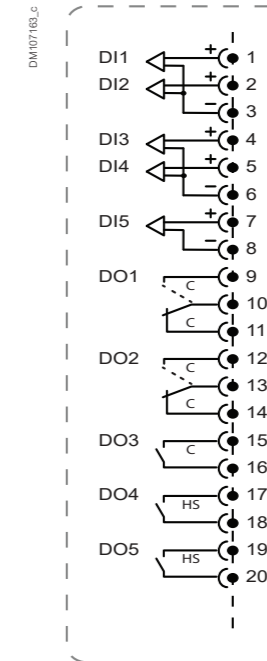 DM107163_c
DI1 + 1
DI2 + 2
− 3
DI3 + 4
DI4 + 5
− 6
DI5 + 7
− 8
DO1 9
C
10
C
11
DO2 12
C
13
C
14
DO3 15
C
16
DO4 17
HS
18
DO5 19
HS
20